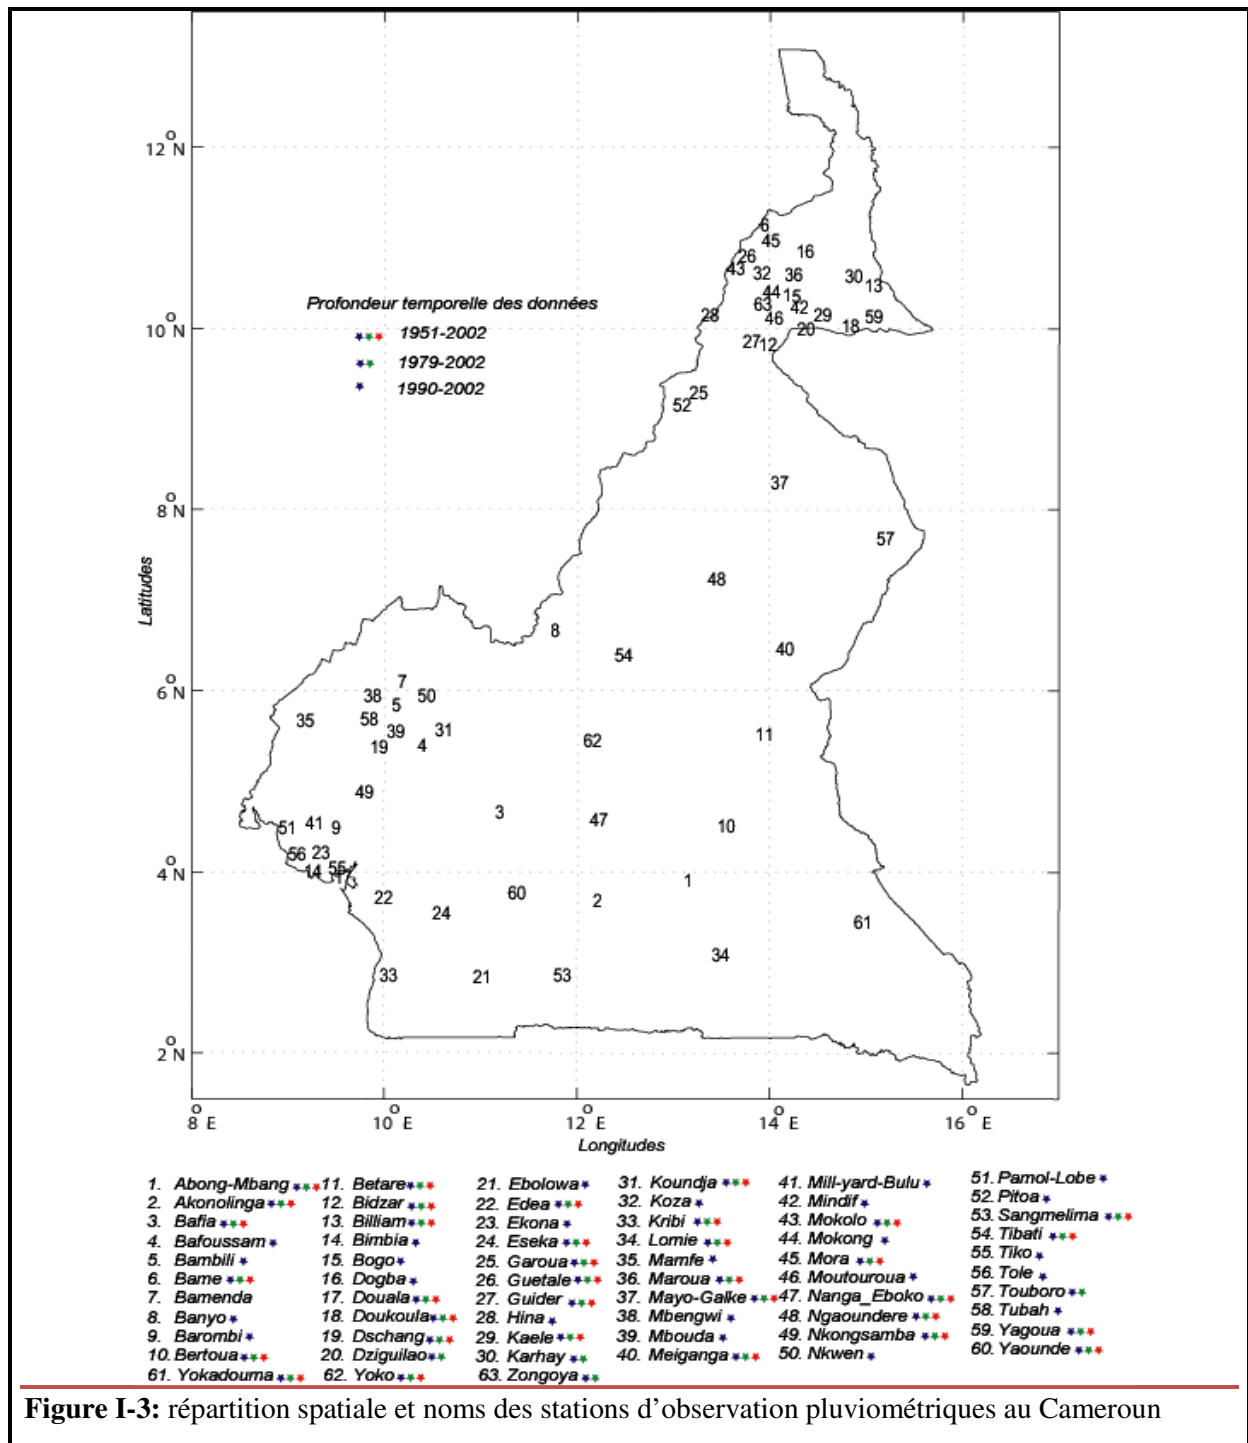 12°N
10°N
8°N
6°N
4°N
2°N
Latitudes
Profondeur temporelle des données
1951-2002
1979-2002
1990-2002
6
45
16
26
43
32
36
30
13
44
15
63
42
28
46
29
59
20
18
27
12
25
52
37
57
48
8
54
40
7
38
50
5
35
58
39
31
19
4
62
11
49
3
47
51
41
9
10
56
23
14
55
17
22
60
2
1
24
61
34
33
21
53
8°E
10°E
12°E
14°E
16°E
Longitudes
1. Abong-Mbang
2. Akonolinga
3. Bafia
4. Bafoussam
5. Bambili
6. Bame
7. Bamenda
8. Banyo
9. Barombi
10. Bertoua
61. Yokadouma
11. Betare
12. Bidzar
13. Billiam
14. Bimbia
15. Bogo
16. Dogba
17. Douala
18. Doukoula
19. Dschang
20. Dziguilao
62. Yoko
21. Ebolowa
22. Edea
23. Ekona
24. Eseka
25. Garoua
26. Guetale
27. Guider
28. Hina
29. Kaele
30. Karhay
63. Zongoya
31. Koundja
32. Koza
33. Kribi
34. Lomie
35. Mamfe
36. Maroua
37. Mayo-Galke
38. Mbengwi
39. Mbouda
40. Meiganga
41. Mill-yard-Bulu
42. Mindif
43. Mokolo
44. Mokong
45. Mora
46. Moutouroua
47. Nanga_Eboko
48. Ngaoundere
49. Nkongsamba
50. Nkwen
51. Pamol-Lobe
52. Pitoa
53. Sangmelima
54. Tibati
55. Tiko
56. Tole
57. Touboro
58. Tubah
59. Yagoua
60. Yaounde
Figure I-3: répartition spatiale et noms des stations d'observation pluviométriques au Cameroun